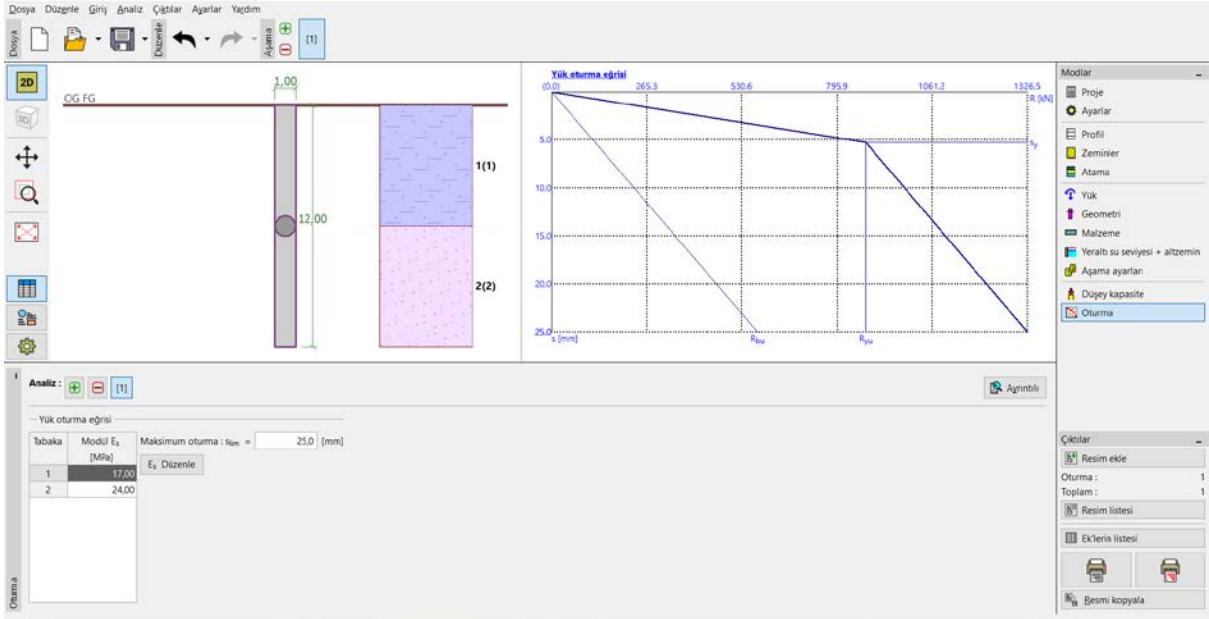 Dosya Düzenle Giriş Analiz Çıktılar Ayarlar Yardım
Dosya
Düzenle
Aşama
[1]
2D
3D
OG FG
1,00
12,00
1(1)
2(2)
Yük oturma eğrisi
(0,0) 265.3 530.6 795.9 1061.2 1326.5
R [kN]
5.0
sy
10.0
15.0
20.0
25.0
s [mm]
Rbu
Ryu
Modlar
Proje
Ayarlar
Profil
Zeminler
Atama
Yük
Geometri
Malzeme
Yeraltı su seviyesi + altzemin
Aşama ayarları
Düşey kapasite
Oturma
Analiz : [1]
Ayrıntılı
Yük oturma eğrisi
Tabaka Modül Es [MPa]
1 17,00
2 24,00
Maksimum oturma : slim = 25,0 [mm]
Es Düzenle
Oturma
Çıktılar
Resim ekle
Oturma : 1
Toplam : 1
Resim listesi
Ek'lerin listesi
Resmi kopyala